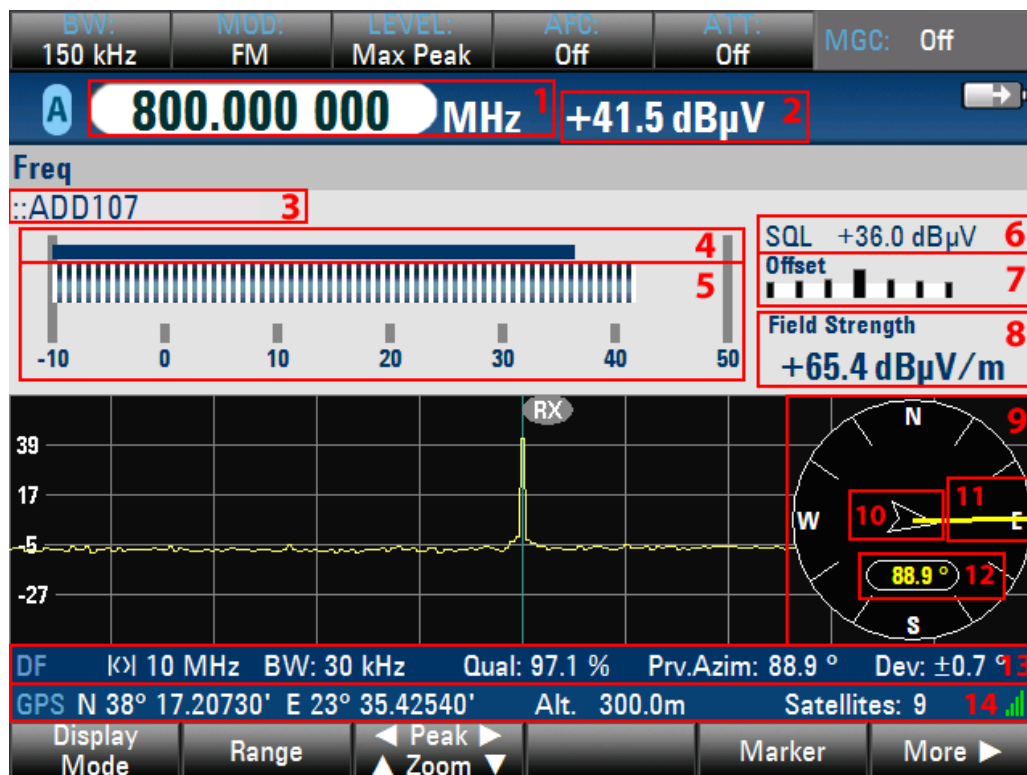 BW: MOD: LEVEL: AFC: ATT: MGC: Off
150 kHz FM Max Peak Off Off
A 800.000 000 MHz 1 +41.5 dBµV 2
Freq
::ADD107 3
4
5
-10 0 10 20 30 40 50
SQL +36.0 dBµV 6
Offset 7
Field Strength 8
+65.4 dBµV/m
RX
39
17
-5
-27
N 9
W 10 11 E
88.9 ° 12
S
DF 10 MHz BW: 30 kHz Qual: 97.1 % Prv.Azim: 88.9 ° Dev: ±0.7 ° 13
GPS N 38° 17.20730' E 23° 35.42540' Alt. 300.0m Satellites: 9 14
Display Mode
Range
◀ Peak ▶
▲ Zoom ▼
Marker
More ▶